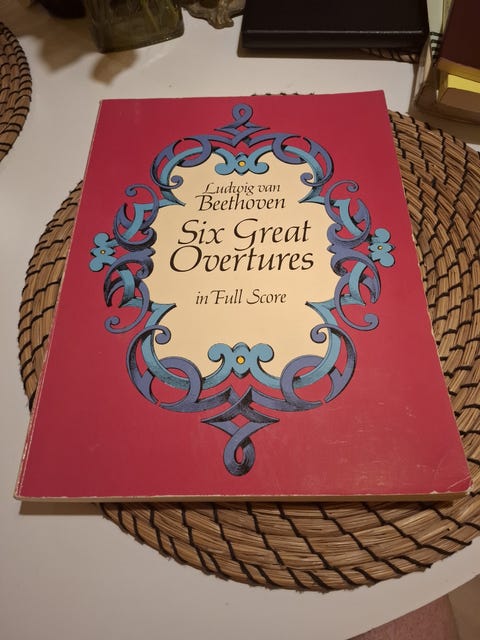 Ludwig van
Beethoven
Six Great
Overtures
in Full Score